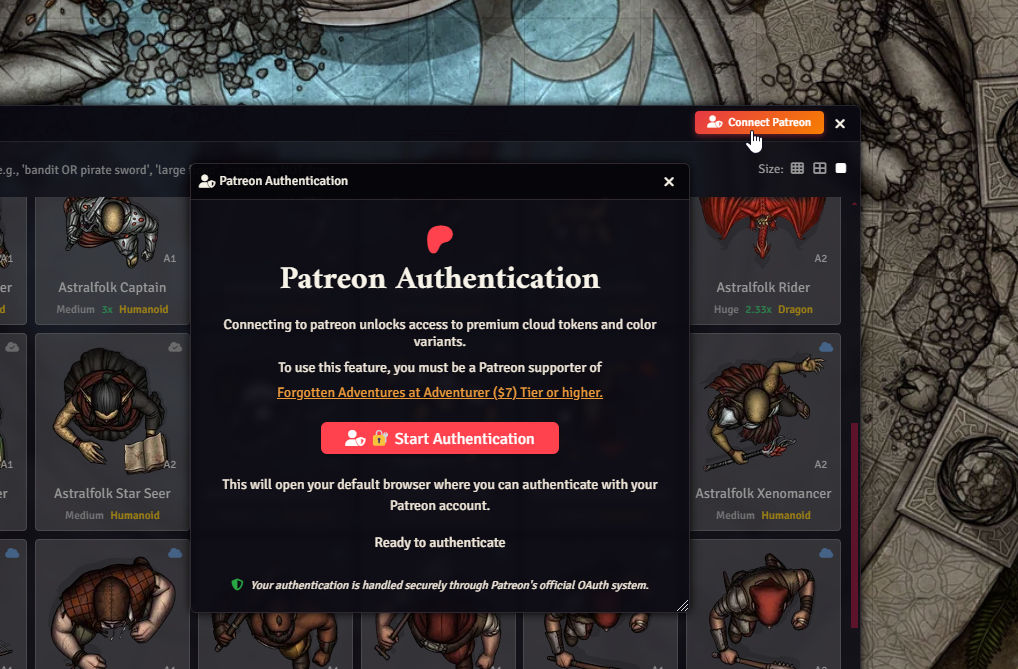 Connect Patreon
e.g., 'bandit OR pirate sword', 'large
Size:
Patreon Authentication
Patreon Authentication
Connecting to patreon unlocks access to premium cloud tokens and color
variants.
To use this feature, you must be a Patreon supporter of
Forgotten Adventures at Adventurer ($7) Tier or higher.
Start Authentication
This will open your default browser where you can authenticate with your
Patreon account.
Ready to authenticate
Your authentication is handled securely through Patreon's official OAuth system.
A1
A1
A2
er
Astralfolk Captain
Astralfolk Rider
Medium 3x Humanoid
Huge 2.33x Dragon
A1
A2
A2
er
Astralfolk Star Seer
Astralfolk Xenomancer
Medium Humanoid
Medium Humanoid